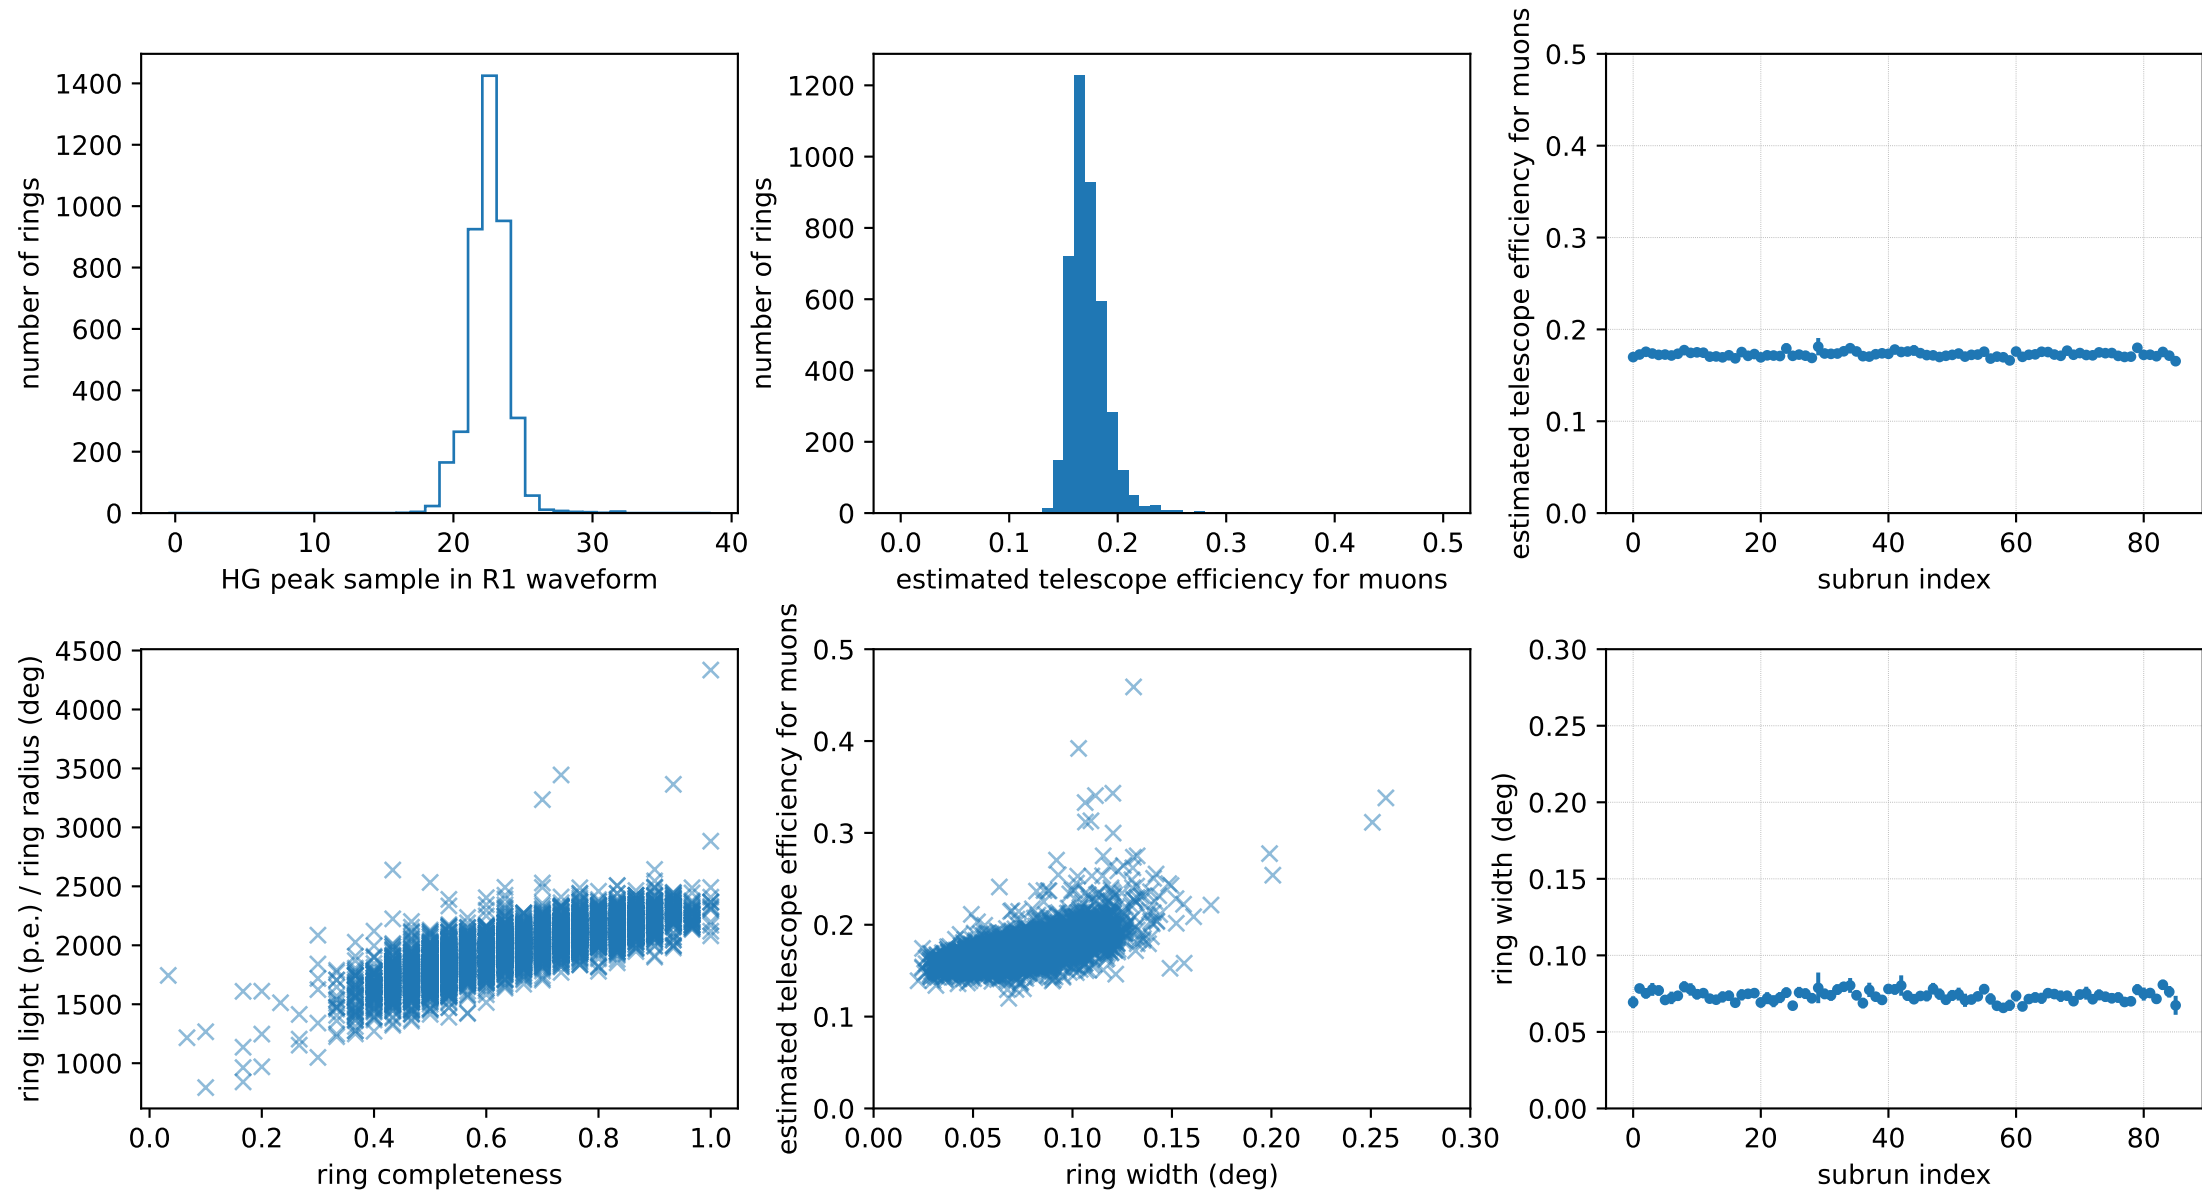 number of rings
1400
1200
1000
800
600
400
200
0
0 10 20 30 40
HG peak sample in R1 waveform
number of rings
1200
1000
800
600
400
200
0
0.0 0.1 0.2 0.3 0.4 0.5
estimated telescope efficiency for muons
estimated telescope efficiency for muons
0.5
0.4
0.3
0.2
0.1
0.0
0 20 40 60 80
subrun index
ring light (p.e.) / ring radius (deg)
4500
4000
3500
3000
2500
2000
1500
1000
0.0 0.2 0.4 0.6 0.8 1.0
ring completeness
estimated telescope efficiency for muons
0.5
0.4
0.3
0.2
0.1
0.0
0.00 0.05 0.10 0.15 0.20 0.25 0.30
ring width (deg)
ring width (deg)
0.30
0.25
0.20
0.15
0.10
0.05
0.00
0 20 40 60 80
subrun index